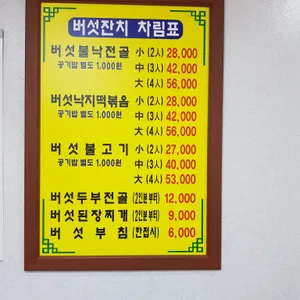 버섯잔치 차림표
버섯불낙전골 小 (2人) 28,000
공기밥 별도 1.000원 中 (3人) 42,000
大 (4人) 56,000
버섯낙지떡볶음 小 (2人) 28,000
공기밥 별도 1.000원 中 (3人) 42,000
大 (4人) 56,000
버섯불고기 小 (2人) 27,000
공기밥 별도 1.000원 中 (3人) 40,000
大 (4人) 53,000
버섯두부전골 (2인분 부터) 12,000
버섯된장찌개 (2인분 부터) 9,000
버섯부침 (한접시) 6,000